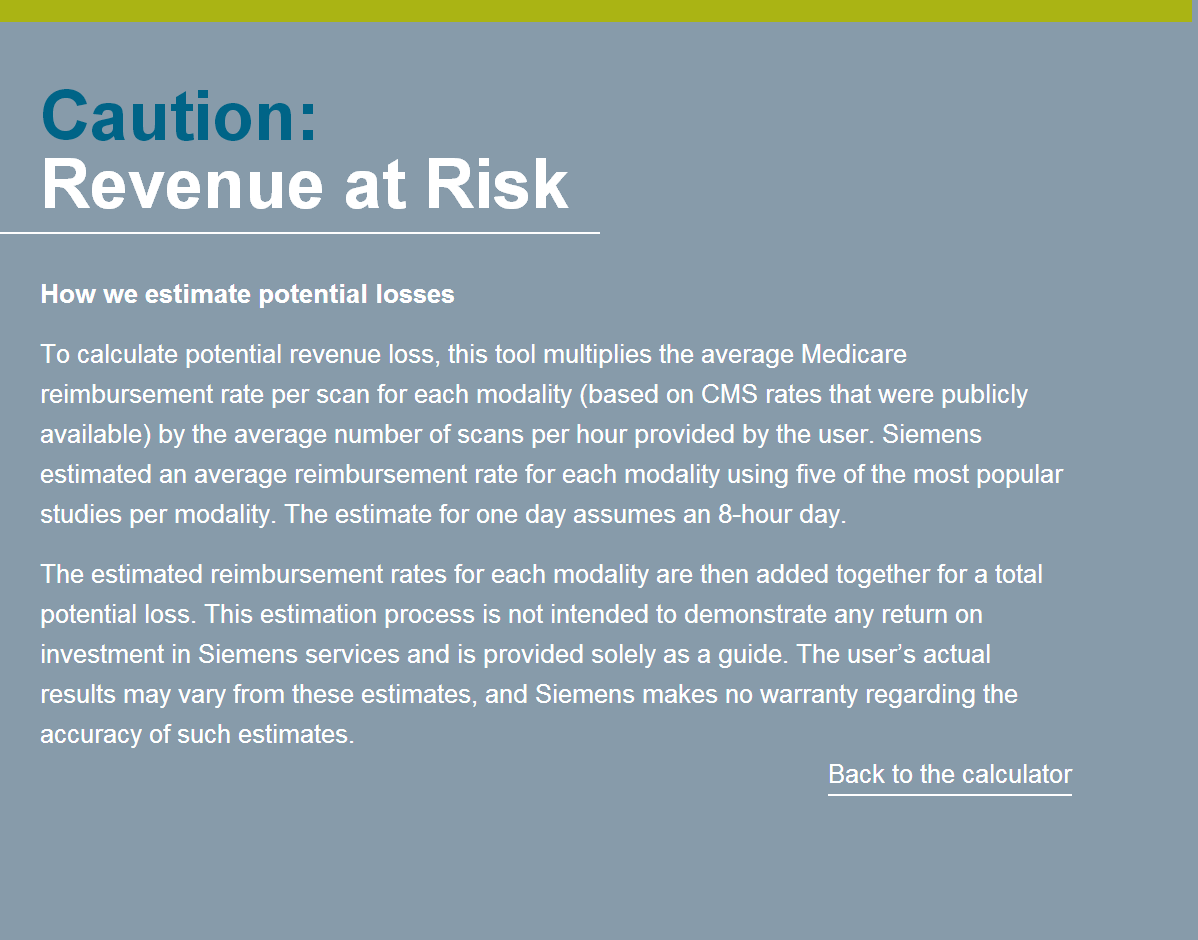 Caution:
Revenue at Risk
How we estimate potential losses
To calculate potential revenue loss, this tool multiplies the average Medicare
reimbursement rate per scan for each modality (based on CMS rates that were publicly
available) by the average number of scans per hour provided by the user. Siemens
estimated an average reimbursement rate for each modality using five of the most popular
studies per modality. The estimate for one day assumes an 8-hour day.
The estimated reimbursement rates for each modality are then added together for a total
potential loss. This estimation process is not intended to demonstrate any return on
investment in Siemens services and is provided solely as a guide. The user’s actual
results may vary from these estimates, and Siemens makes no warranty regarding the
accuracy of such estimates.
Back to the calculator